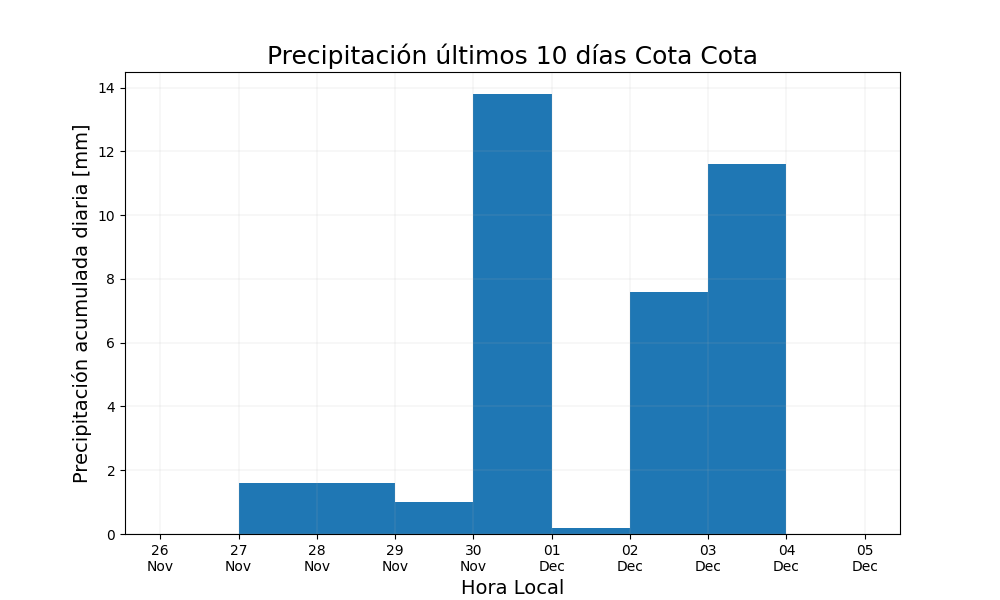 Precipitación últimos 10 días Cota Cota
Precipitación acumulada diaria [mm]
14
12
10
8
6
4
2
0
26 27 28 29 30 01 02 03 04 05
Nov Nov Nov Nov Nov Dec Dec Dec Dec Dec
Hora Local